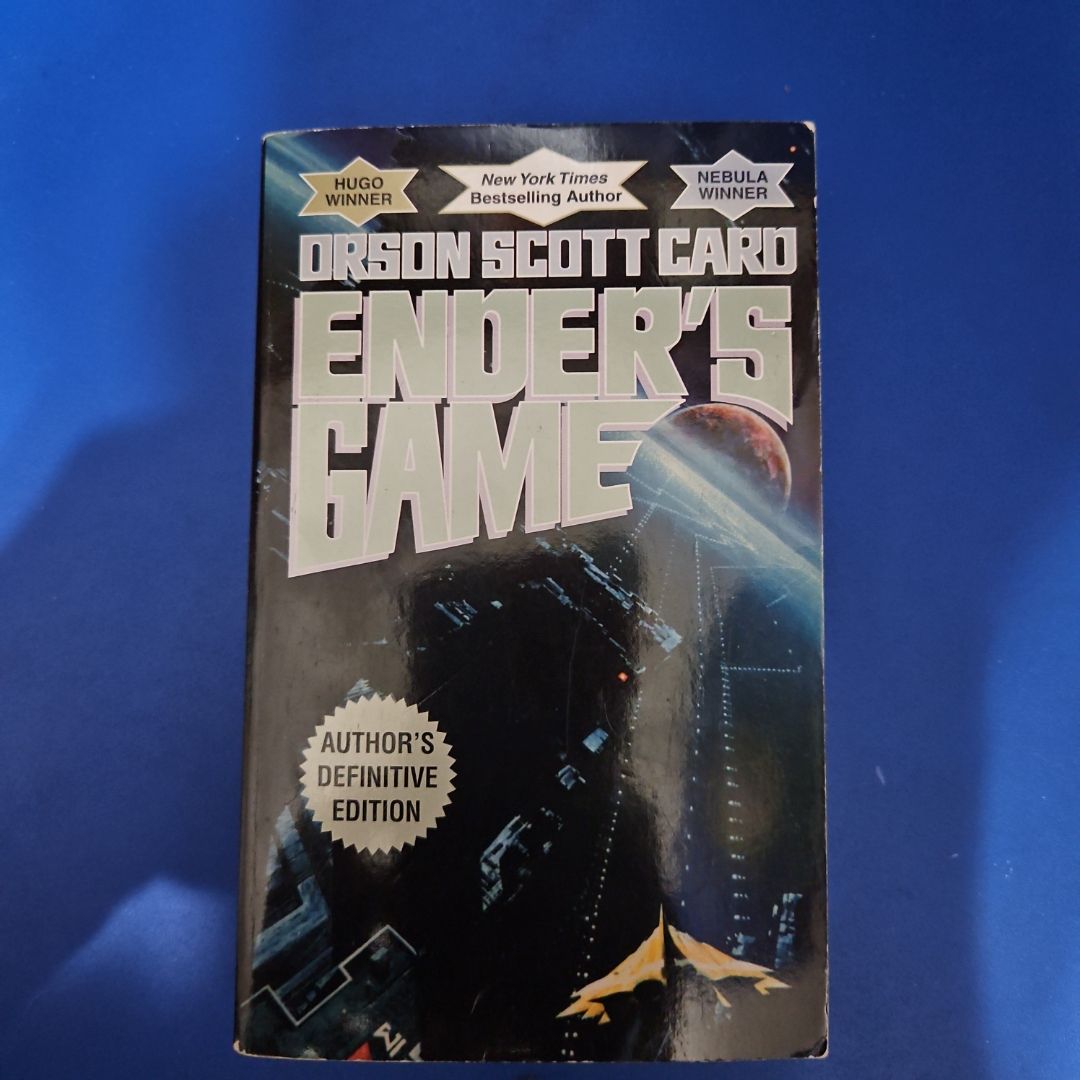 HUGO
WINNER
New York Times
Bestselling Author
NEBULA
WINNER
ORSON SCOTT CARD
ENDER'S
GAME
AUTHOR'S
DEFINITIVE
EDITION